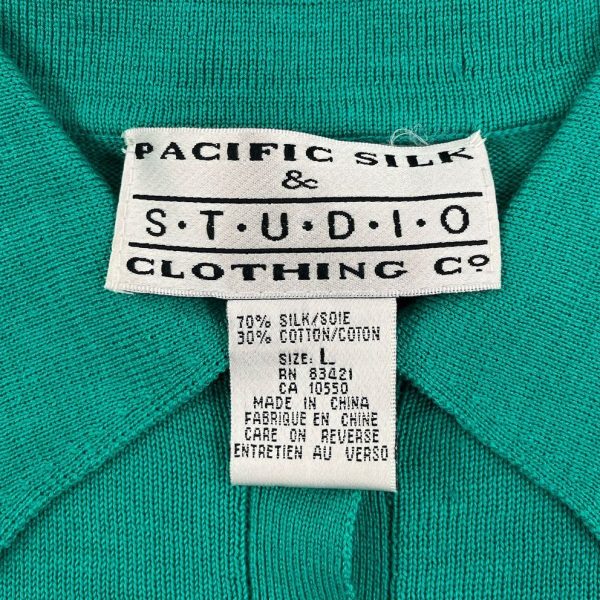 PACIFIC SILK
&
S·T·U·D·I·O
CLOTHING Cº
70% SILK/SOIE
30% COTTON/COTON
SIZE: L
RN 83421
CA 10550
MADE IN CHINA
FABRIQUE EN CHINE
CARE ON REVERSE
ENTRETIEN AU VERSO